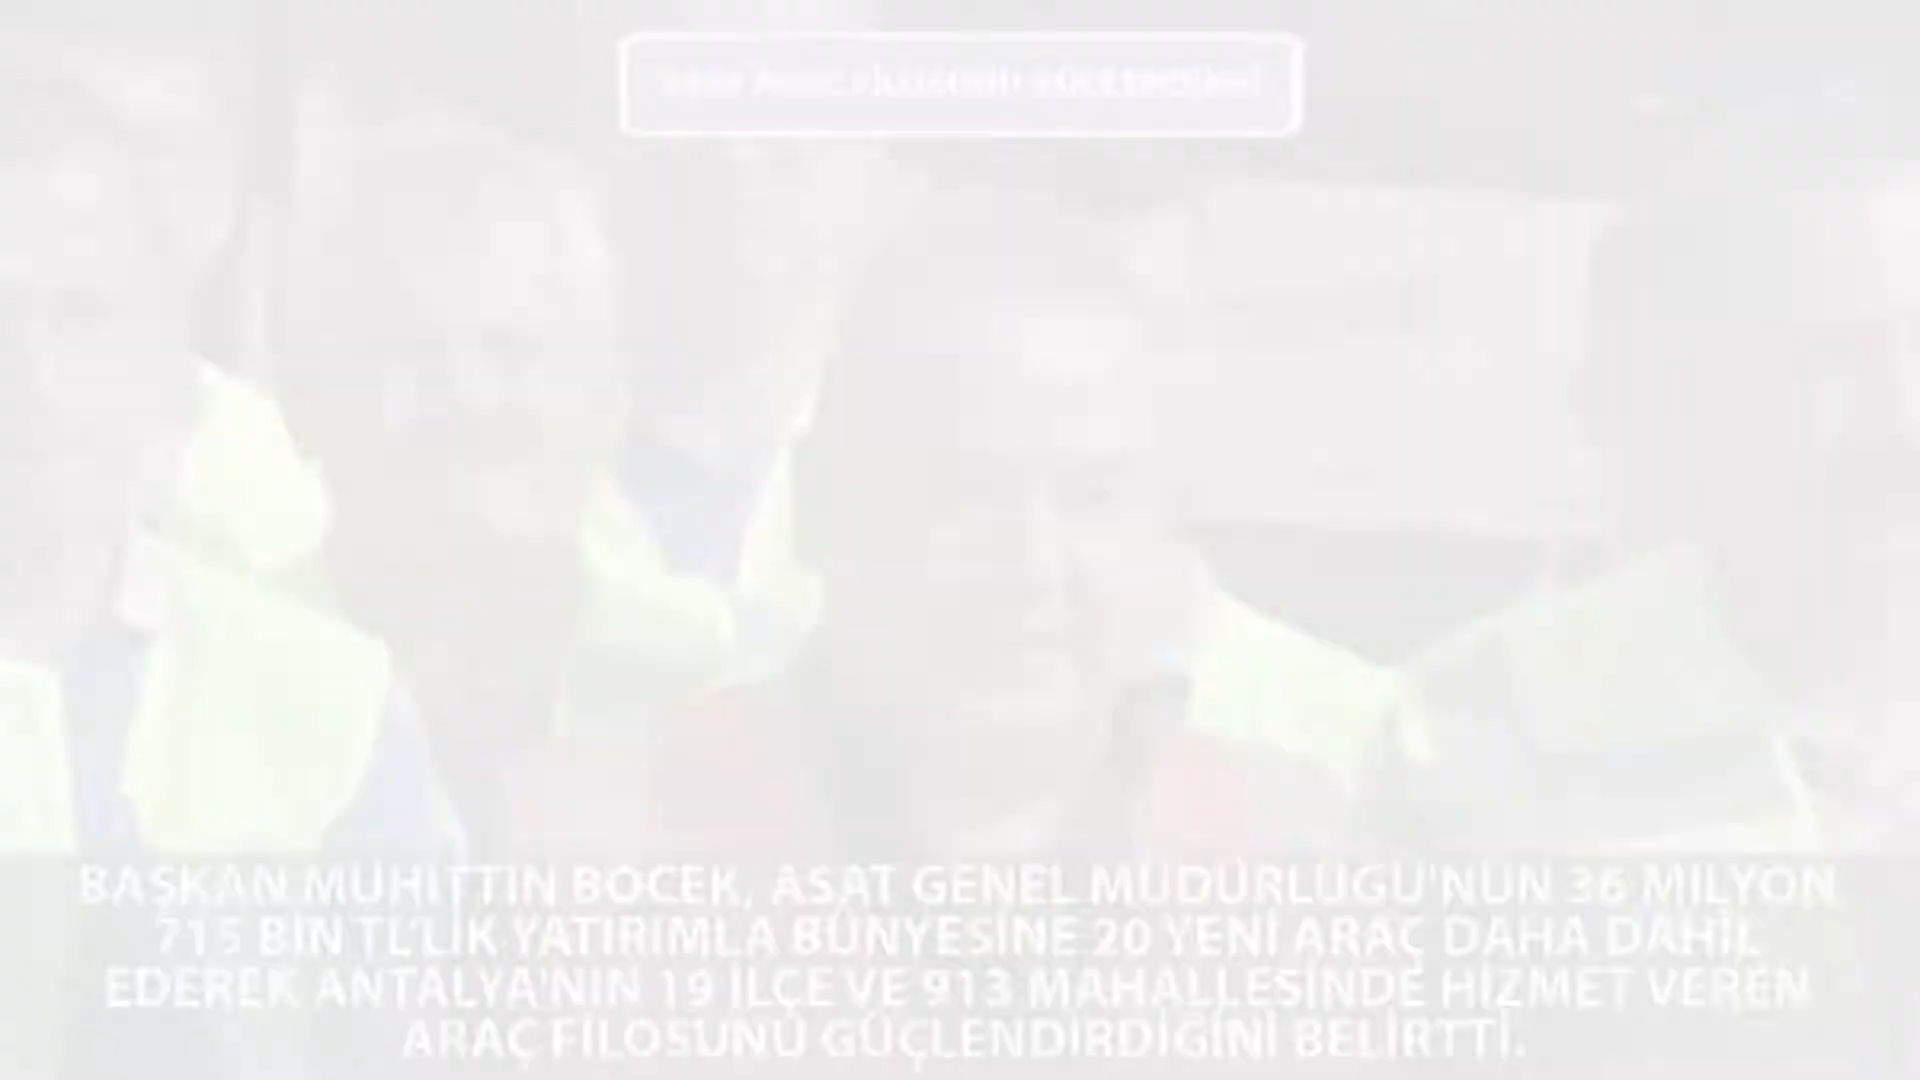 BAŞKAN MUHİTTİN BÖCEK, ASAT GENEL MÜDÜRLÜĞÜ'NÜN 36 MİLYON
715 BİN TL'LİK YATIRIMLA BÜNYESİNE 20 YENİ ARAÇ DAHA DAHİL
EDEREK ANTALYA'NIN 19 İLÇE VE 913 MAHALLESİNDE HİZMET VEREN
ARAÇ FİLOSUNU GÜÇLENDİRDİĞİNİ BELİRTTİ.